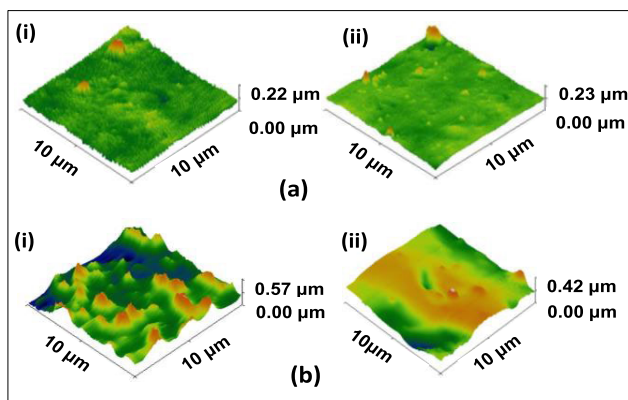 (i)
(ii)
0.22 µm
0.00 µm
10 µm
10 µm
0.23 µm
0.00 µm
10 µm
10 µm
(a)
(i)
(ii)
0.57 µm
0.00 µm
10 µm
10 µm
0.42 µm
0.00 µm
10µm
10 µm
(b)